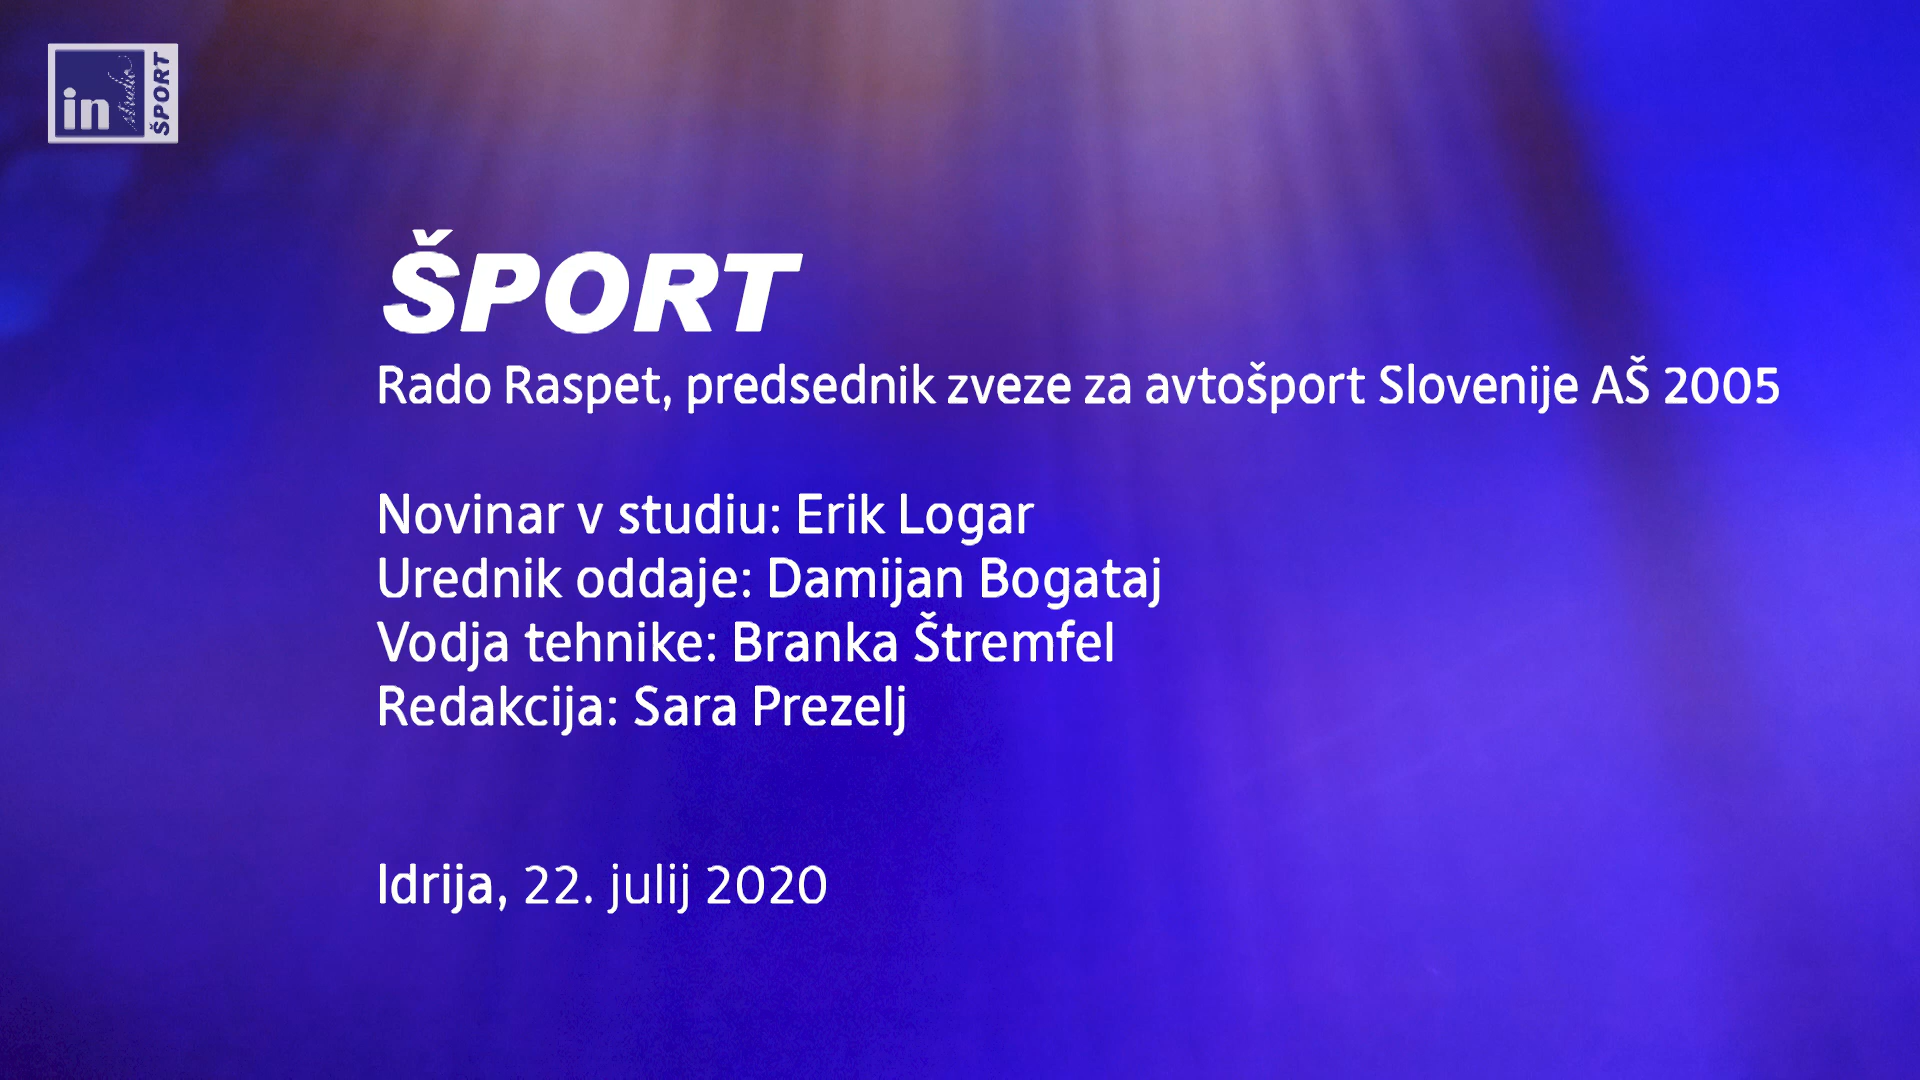 in studio ŠPORT
ŠPORT
Rado Raspet, predsednik zveze za avtošport Slovenije AŠ 2005
Novinar v studiu: Erik Logar
Urednik oddaje: Damijan Bogataj
Vodja tehnike: Branka Štremfel
Redakcija: Sara Prezelj
Idrija, 22. julij 2020